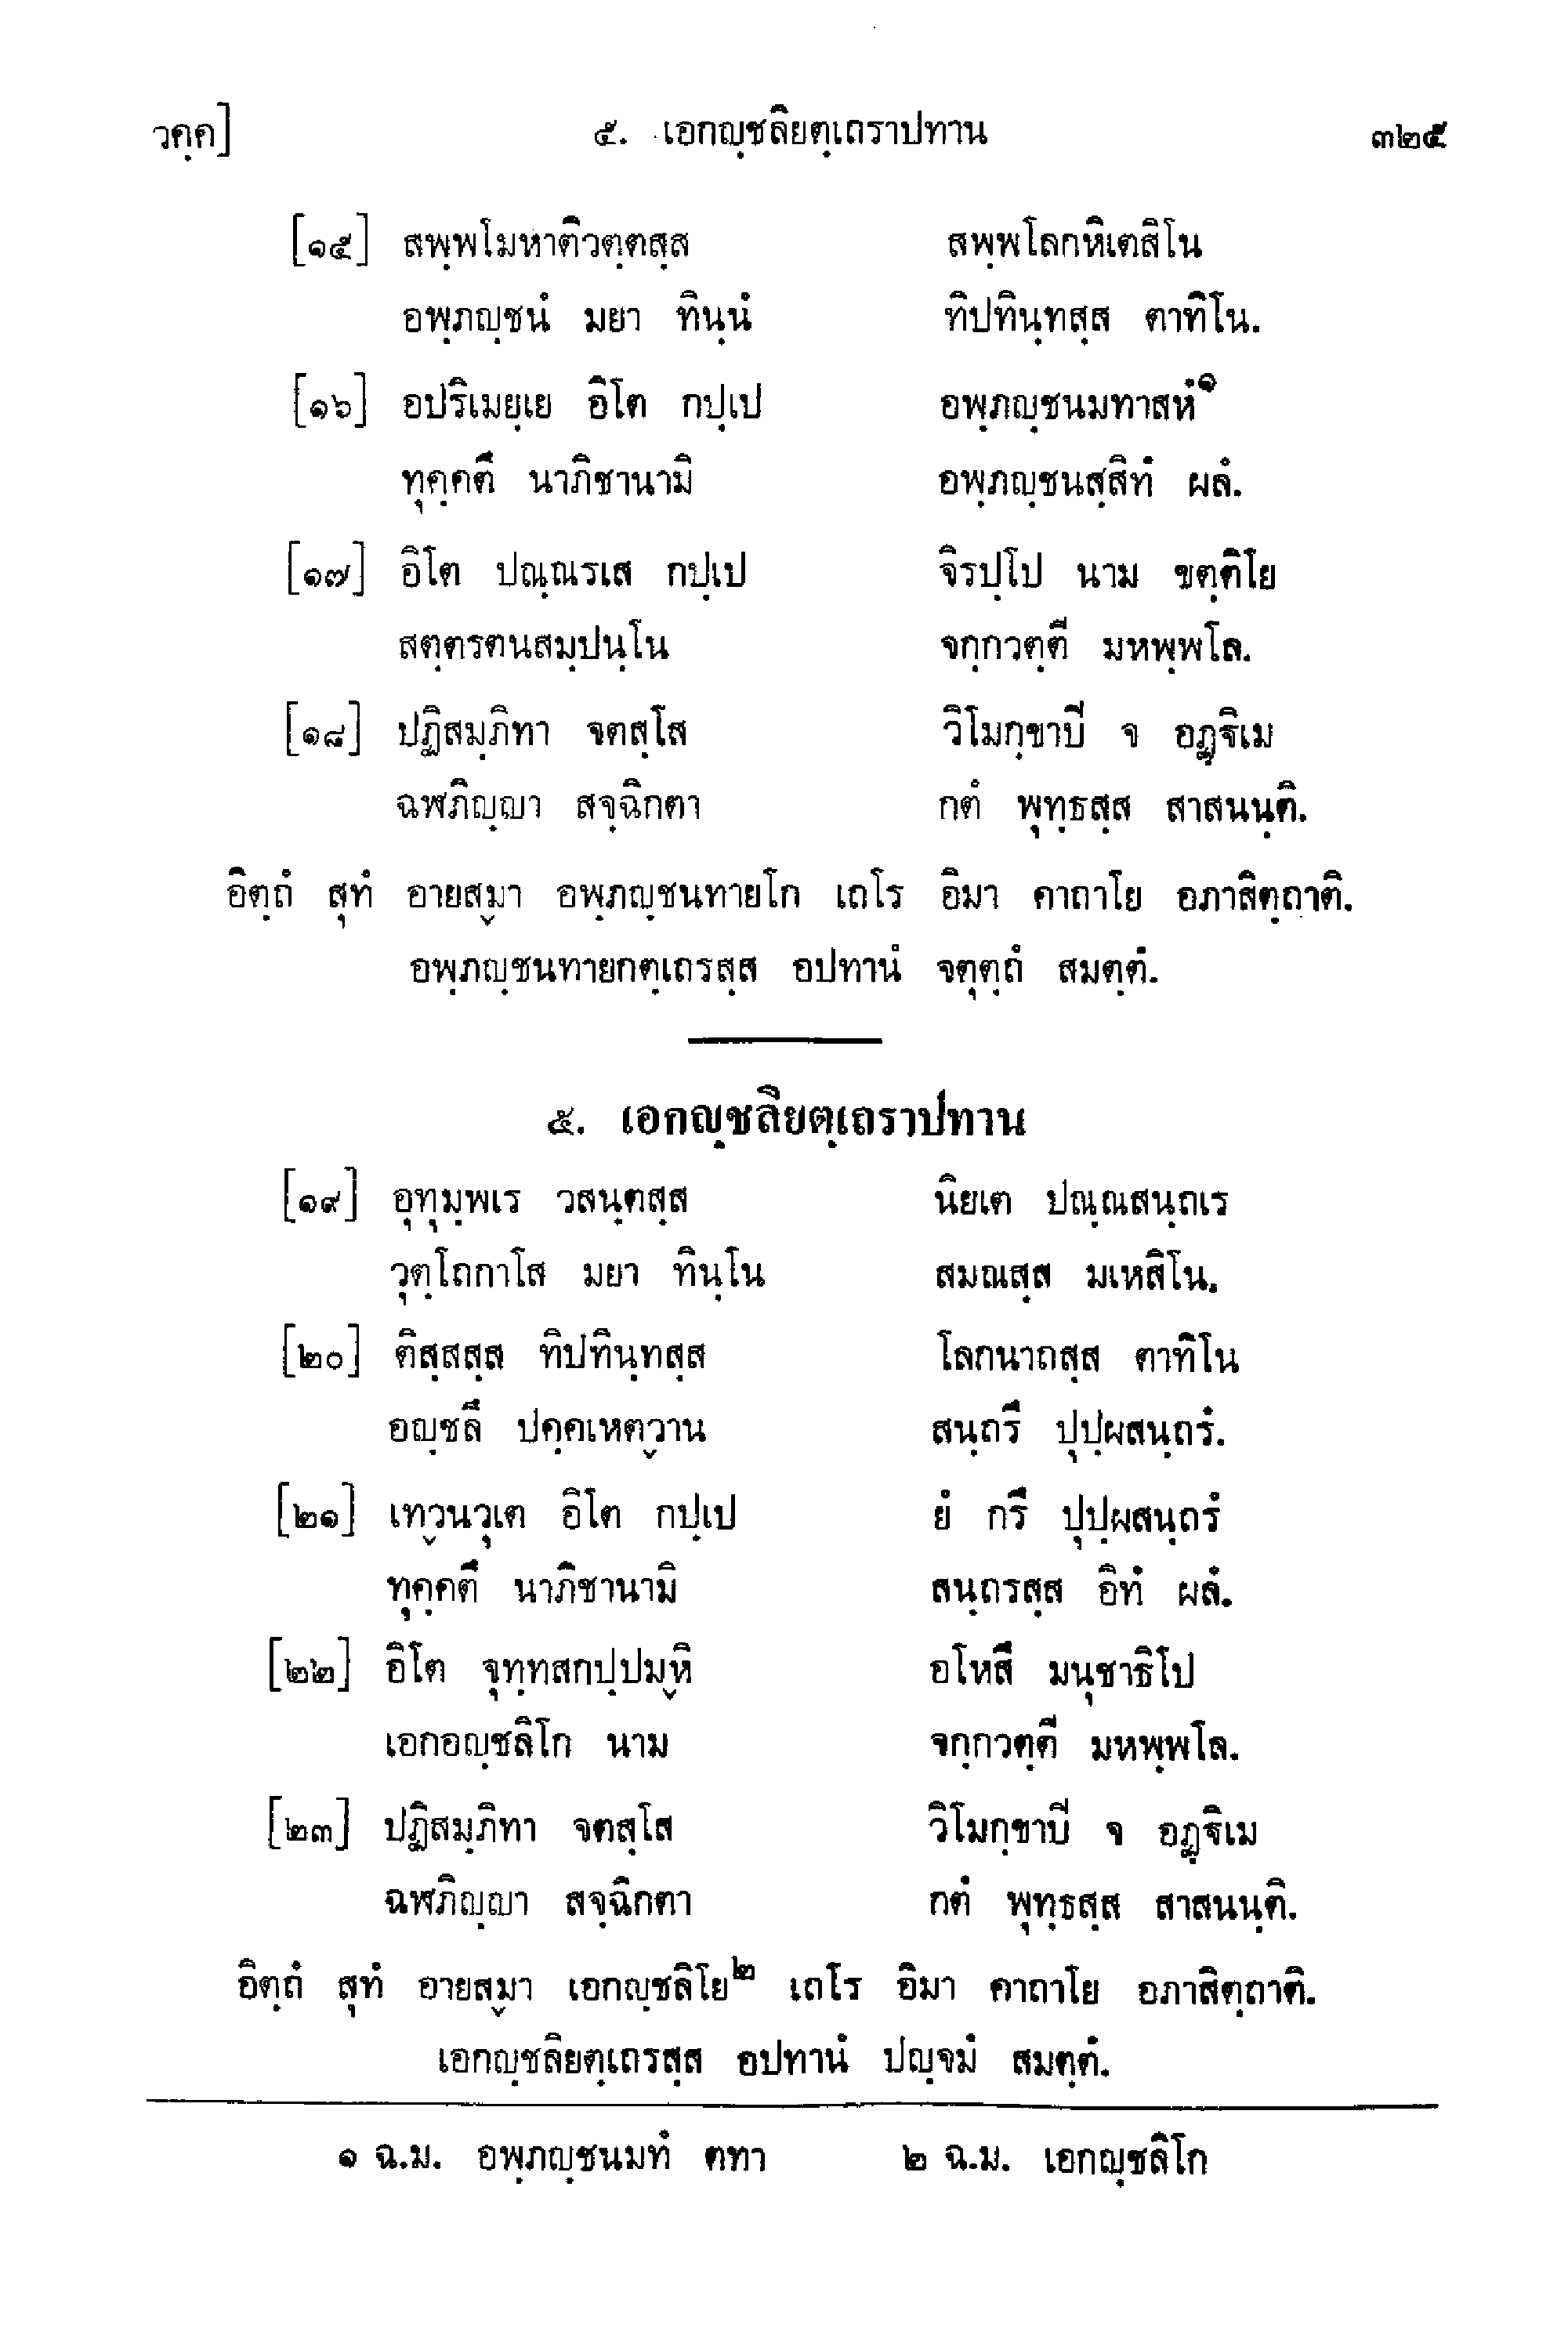 วคฺค] ๕. เอกญฺชลิยตฺเถราปทาน ๓๒๕
[๑๕] สพฺพโมหาติวตฺตสฺส สพฺพโลกหิเตสิโน
อพฺภญฺชนํ มยา ทินฺนํ ทิปทินฺทสฺส ตาทิโน.
[๑๖] อปริเมยฺเย อิโต กปฺเป อพฺภญฺชนมทาสหํ๑
ทุคฺคตึ นาภิชานามิ อพฺภญฺชนสฺสิทํ ผลํ.
[๑๗] อิโต ปณฺณรเส กปฺเป จิรปฺโป นาม ขตฺติโย
สตฺตรตนสมฺปนฺโน จกฺกวตฺตี มหพฺพโล.
[๑๘] ปฏิสมฺภิทา จตสฺโส วิโมกฺขาปี จ อฏฺฐิเม
ฉฬภิญฺญา สจฺฉิกตา กตํ พุทฺธสฺส สาสนนฺติ.
อิตฺถํ สุทํ อายสฺมา อพฺภญฺชนทายโก เถโร อิมา คาถาโย อภาสิตฺถาติ.
อพฺภญฺชนทายกตฺเถรสฺส อปทานํ จตุตฺถํ สมตฺตํ.
๕. เอกญฺชลิยตฺเถราปทาน
[๑๙] อุทุมฺพเร วสนฺตสฺส นิยเต ปณฺณสนฺถเร
วุตฺโถกาโส มยา ทินฺโน สมณสฺส มเหสิโน.
[๒๐] ติสฺสสฺส ทิปทินฺทสฺส โลกนาถสฺส ตาทิโน
อญฺชลึ ปคฺคเหตฺวาน สนฺถรึ ปุปฺผสนฺถรํ.
[๒๑] เทฺวนวุเต อิโต กปฺเป ยํ กรึ ปุปฺผสนฺถรํ
ทุคฺคตึ นาภิชานามิ สนฺถรสฺส อิทํ ผลํ.
[๒๒] อิโต จุทฺทสกปฺปมฺหิ อโหสึ มนุชาธิโป
เอกอญฺชลิโก นาม จกฺกวตฺตี มหพฺพโล.
[๒๓] ปฏิสมฺภิทา จตสฺโส วิโมกฺขาปี จ อฏฺฐิเม
ฉฬภิญฺญา สจฺฉิกตา กตํ พุทฺธสฺส สาสนนฺติ.
อิตฺถํ สุทํ อายสฺมา เอกญฺชลิโย๒ เถโร อิมา คาถาโย อภาสิตฺถาติ.
เอกญฺชลิยตฺเถรสฺส อปทานํ ปญฺจมํ สมตฺตํ.
๑ ฉ.ม. อพฺภญฺชนมทํ ตทา ๒ ฉ.ม. เอกญฺชลิโก